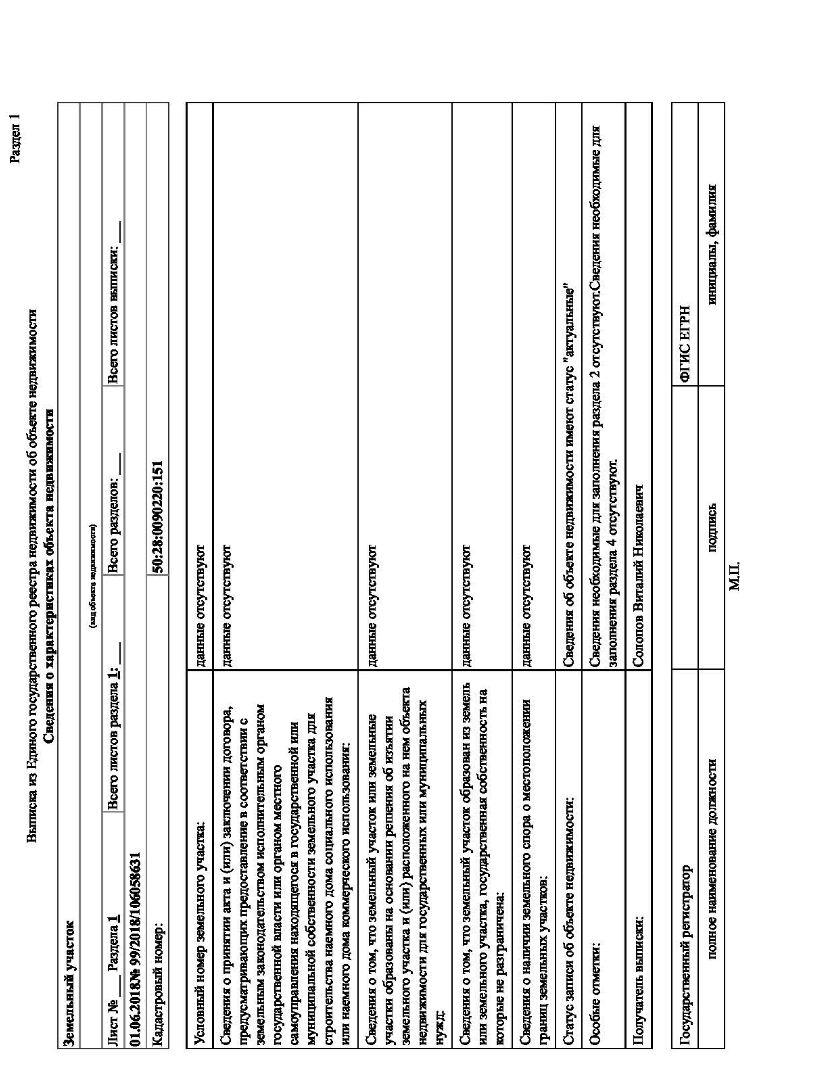 Раздел 1
Выписка из Единого государственного реестра недвижимости об объекте недвижимости
Сведения о характеристиках объекта недвижимости
Земельный участок
(вид объекта недвижимости)
Лист № ___ Раздела 1
Всего листов раздела 1: ___
Всего разделов: ___
Всего листов выписки: ___
01.06.2018№ 99/2018/106058631
Кадастровый номер:
50:28:0090220:151
Условный номер земельного участка:
данные отсутствуют
Сведения о принятии акта и (или) заключении договора,
предусматривающих предоставление в соответствии с
земельным законодательством исполнительным органом
государственной власти или органом местного
самоуправления находящегося в государственной или
муниципальной собственности земельного участка для
строительства наемного дома социального использования
или наемного дома коммерческого использования:
данные отсутствуют
Сведения о том, что земельный участок или земельные
участки образованы на основании решения об изъятии
земельного участка и (или) расположенного на нем объекта
недвижимости для государственных или муниципальных
нужд:
данные отсутствуют
Сведения о том, что земельный участок образован из земель
или земельного участка, государственная собственность на
которые не разграничена:
данные отсутствуют
Сведения о наличии земельного спора о местоположении
границ земельных участков:
данные отсутствуют
Статус записи об объекте недвижимости:
Сведения об объекте недвижимости имеют статус "актуальные"
Особые отметки:
Сведения необходимые для заполнения раздела 2 отсутствуют.Сведения необходимые для
заполнения раздела 4 отсутствуют.
Получатель выписки:
Солопов Виталий Николаевич
Государственный регистратор
ФГИС ЕГРН
полное наименование должности
подпись
инициалы, фамилия
М.П.